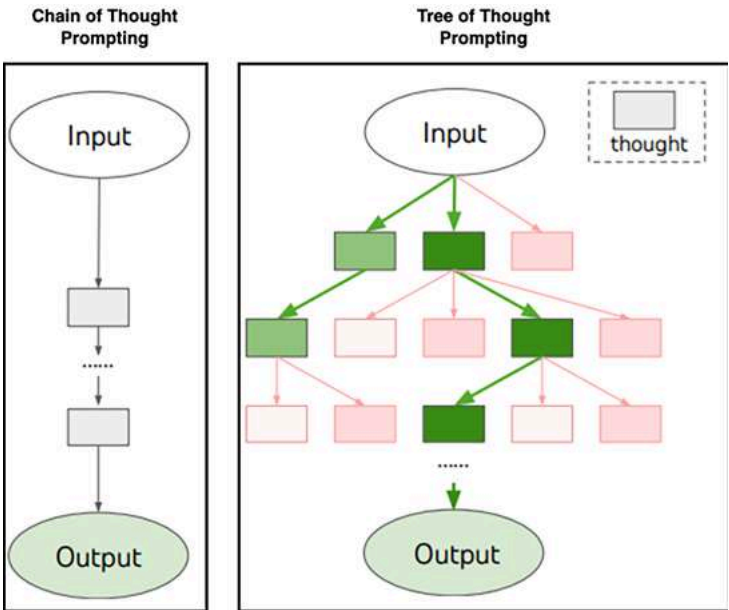 Chain of Thought
Prompting
Input
......
Output
Tree of Thought
Prompting
Input
thought
......
Output